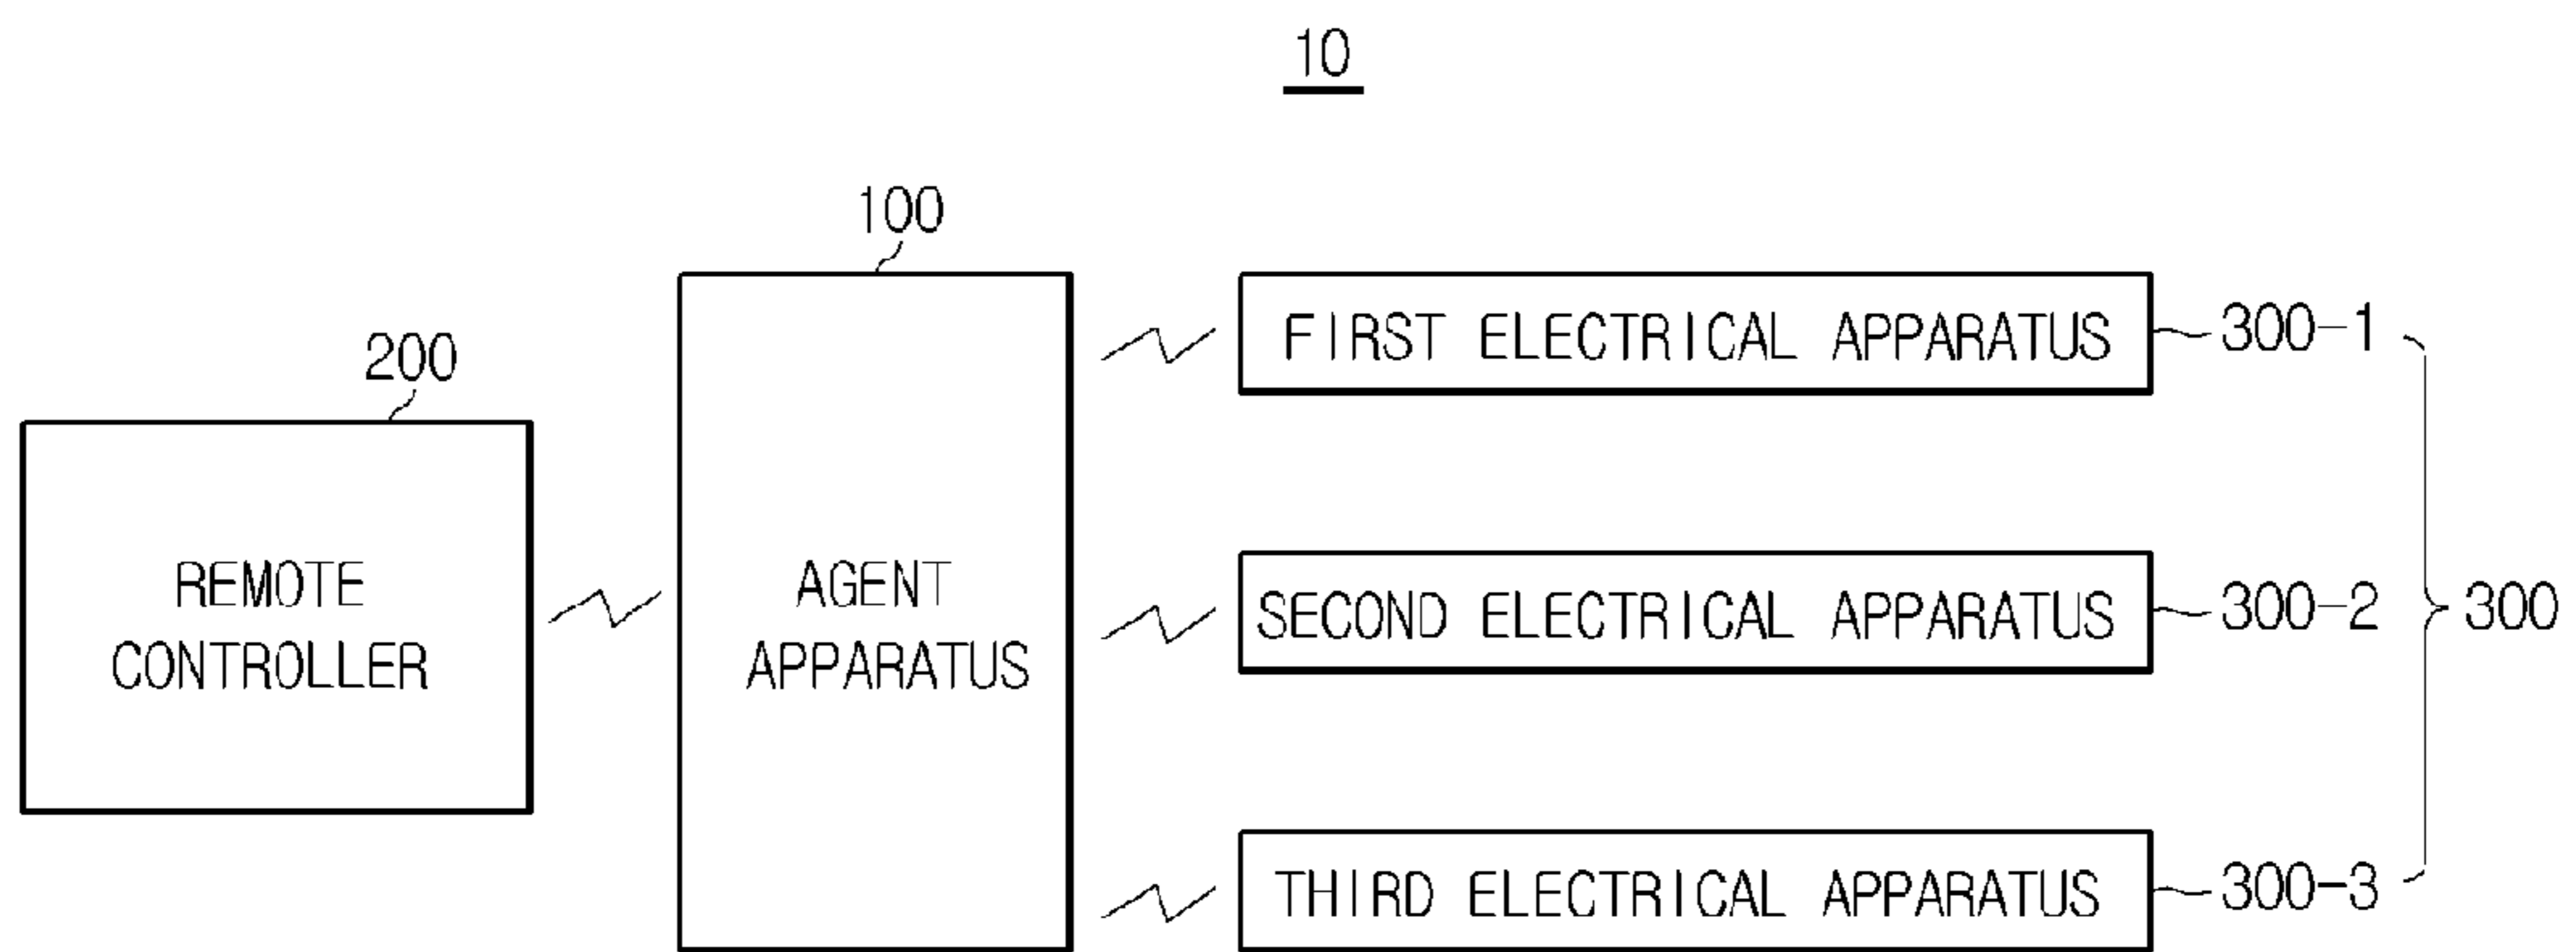 10
100
200
REMOTE
CONTROLLER
AGENT
APPARATUS
FIRST ELECTRICAL APPARATUS
300-1
SECOND ELECTRICAL APPARATUS
300-2
300
THIRD ELECTRICAL APPARATUS
300-3